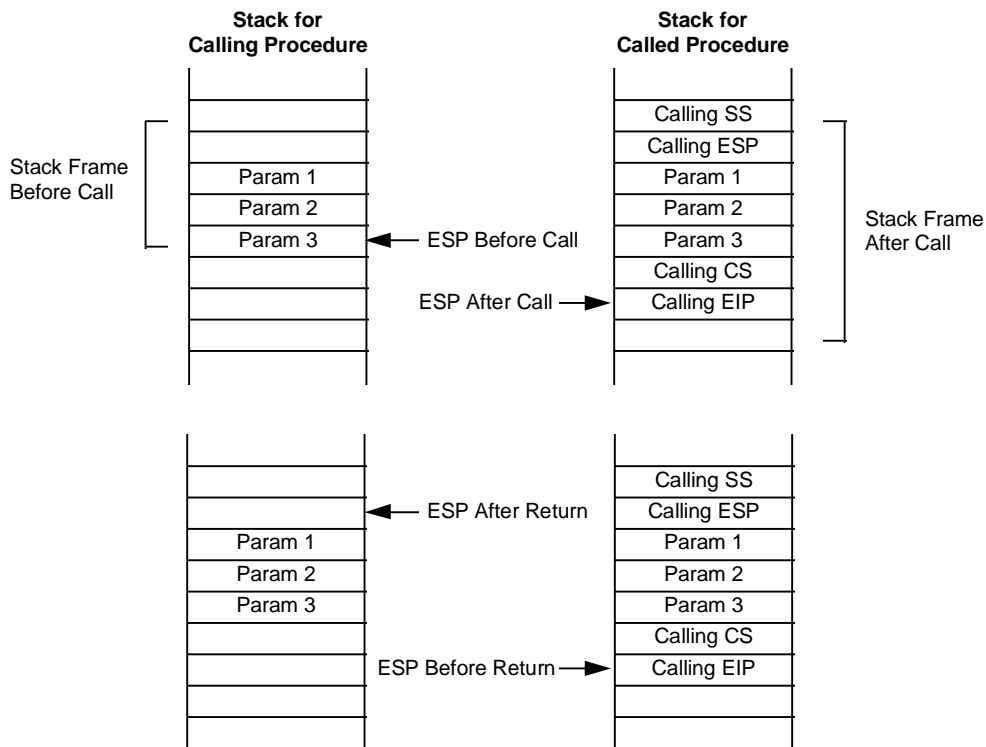 Stack for
Calling Procedure
Stack for
Called Procedure
Stack Frame
Before Call
Param 1
Param 2
Param 3
ESP Before Call
ESP After Call
Calling SS
Calling ESP
Param 1
Param 2
Param 3
Calling CS
Calling EIP
Stack Frame
After Call
Param 1
Param 2
Param 3
ESP After Return
ESP Before Return
Calling SS
Calling ESP
Param 1
Param 2
Param 3
Calling CS
Calling EIP